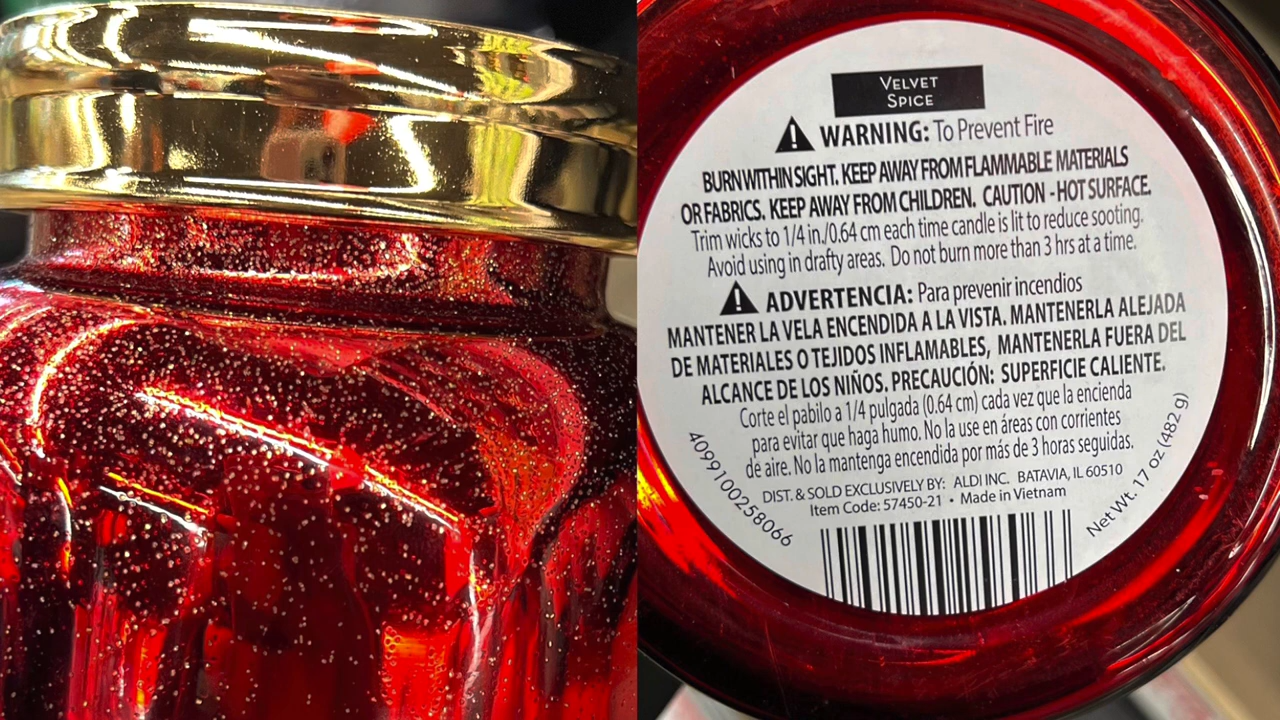 VELVET
SPICE
WARNING: To Prevent Fire
BURN WITHIN SIGHT. KEEP AWAY FROM FLAMMABLE MATERIALS
OR FABRICS. KEEP AWAY FROM CHILDREN. CAUTION - HOT SURFACE.
Trim wicks to 1/4 in./0.64 cm each time candle is lit to reduce sooting.
Avoid using in drafty areas. Do not burn more than 3 hrs at a time.
ADVERTENCIA: Para prevenir incendios
MANTENER LA VELA ENCENDIDA A LA VISTA. MANTENERLA ALEJADA
DE MATERIALES O TEJIDOS INFLAMABLES, MANTENERLA FUERA DEL
ALCANCE DE LOS NIÑOS. PRECAUCIÓN: SUPERFICIE CALIENTE.
Corte el pabilo a 1/4 pulgada (0.64 cm) cada vez que la encienda
para evitar que haga humo. No la use en áreas con corrientes
de aire. No la mantenga encendida por más de 3 horas seguidas.
DIST. & SOLD EXCLUSIVELY BY: ALDI INC. BATAVIA, IL 60510
Item Code: 57450-21 • Made in Vietnam
4099100258066
Net Wt. 17 oz (482 g)